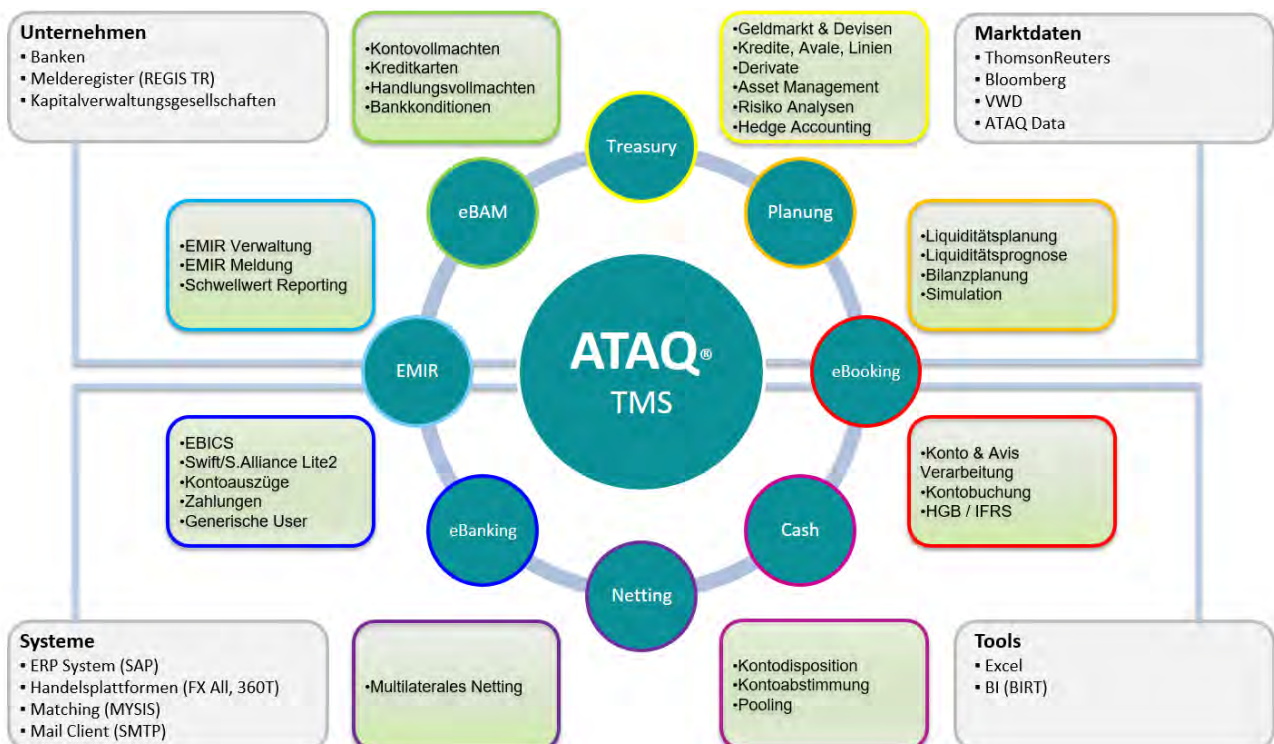 Unternehmen
▪ Banken
▪ Melderegister (REGIS TR)
▪ Kapitalverwaltungsgesellschaften
•Kontovollmachten
•Kreditkarten
•Handlungsvollmachten
•Bankkonditionen
•Geldmarkt & Devisen
•Kredite, Avale, Linien
•Derivate
•Asset Management
•Risiko Analysen
•Hedge Accounting
Marktdaten
▪ ThomsonReuters
▪ Bloomberg
▪ VWD
▪ ATAQ Data
Treasury
eBAM
Planung
•EMIR Verwaltung
•EMIR Meldung
•Schwellwert Reporting
•Liquiditätsplanung
•Liquiditätsprognose
•Bilanzplanung
•Simulation
EMIR
ATAQ®
TMS
eBooking
•EBICS
•Swift/S.Alliance Lite2
•Kontoauszüge
•Zahlungen
•Generische User
•Konto & Avis
Verarbeitung
•Kontobuchung
•HGB / IFRS
eBanking
Cash
Netting
Systeme
▪ ERP System (SAP)
▪ Handelsplattformen (FX All, 360T)
▪ Matching (MYSIS)
▪ Mail Client (SMTP)
•Multilaterales Netting
•Kontodisposition
•Kontoabstimmung
•Pooling
Tools
▪ Excel
▪ BI (BIRT)